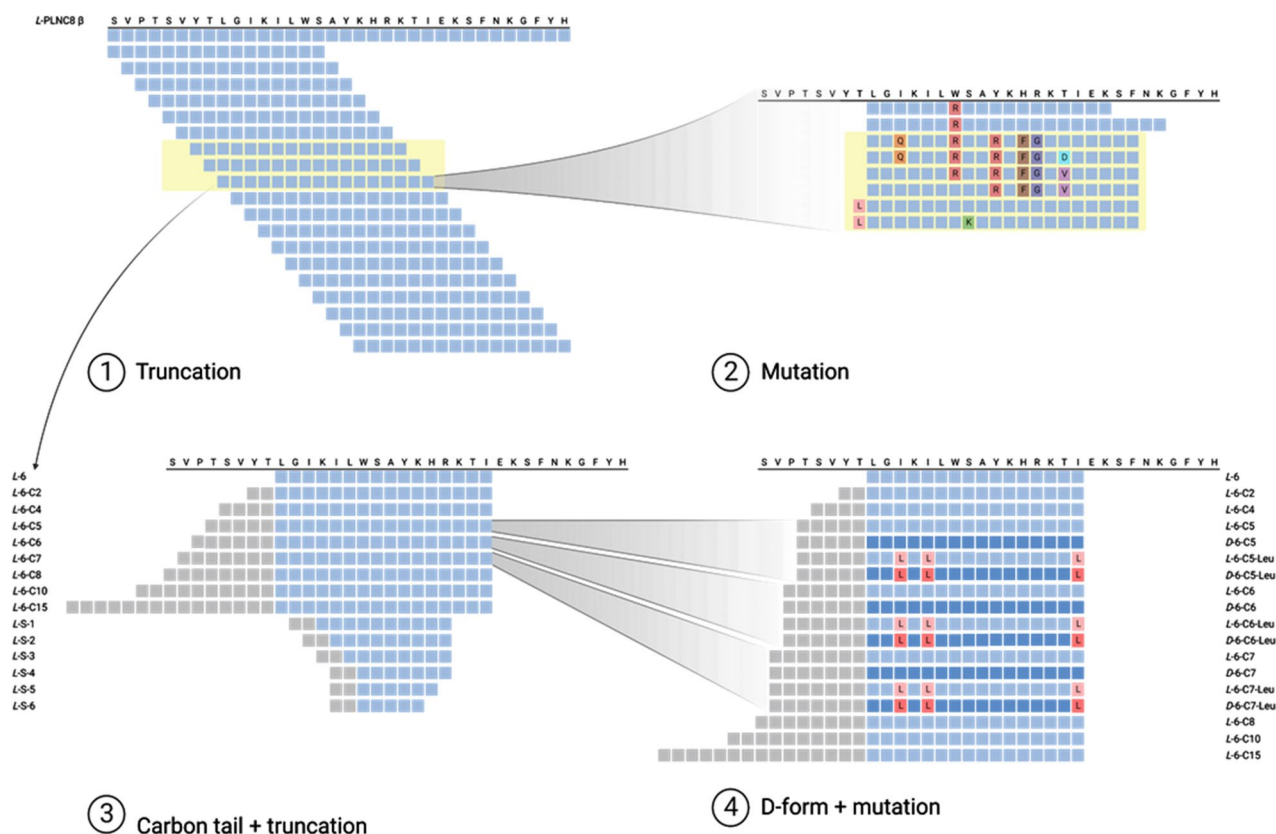 L-PLNC8 β S V P T S V Y T L G I K I L W S A Y K H R K T I E K S F N K G F Y H
S V P T S V Y T L G I K I L W S A Y K H R K T I E K S F N K G F Y H
R
R
Q R R F G
Q R R F G D
R R F G V
R F G V
L
L K
1 Truncation
2 Mutation
S V P T S V Y T L G I K I L W S A Y K H R K T I E K S F N K G F Y H
L-6
L-6-C2
L-6-C4
L-6-C5
L-6-C6
L-6-C7
L-6-C8
L-6-C10
L-6-C15
L-S-1
L-S-2
L-S-3
L-S-4
L-S-5
L-S-6
3 Carbon tail + truncation
S V P T S V Y T L G I K I L W S A Y K H R K T I E K S F N K G F Y H
L-6
L-6-C2
L-6-C4
L-6-C5
D-6-C5
L L L L-6-C5-Leu
L L L D-6-C5-Leu
L-6-C6
D-6-C6
L L L L-6-C6-Leu
L L L D-6-C6-Leu
L-6-C7
D-6-C7
L L L L-6-C7-Leu
L L L D-6-C7-Leu
L-6-C8
L-6-C10
L-6-C15
4 D-form + mutation